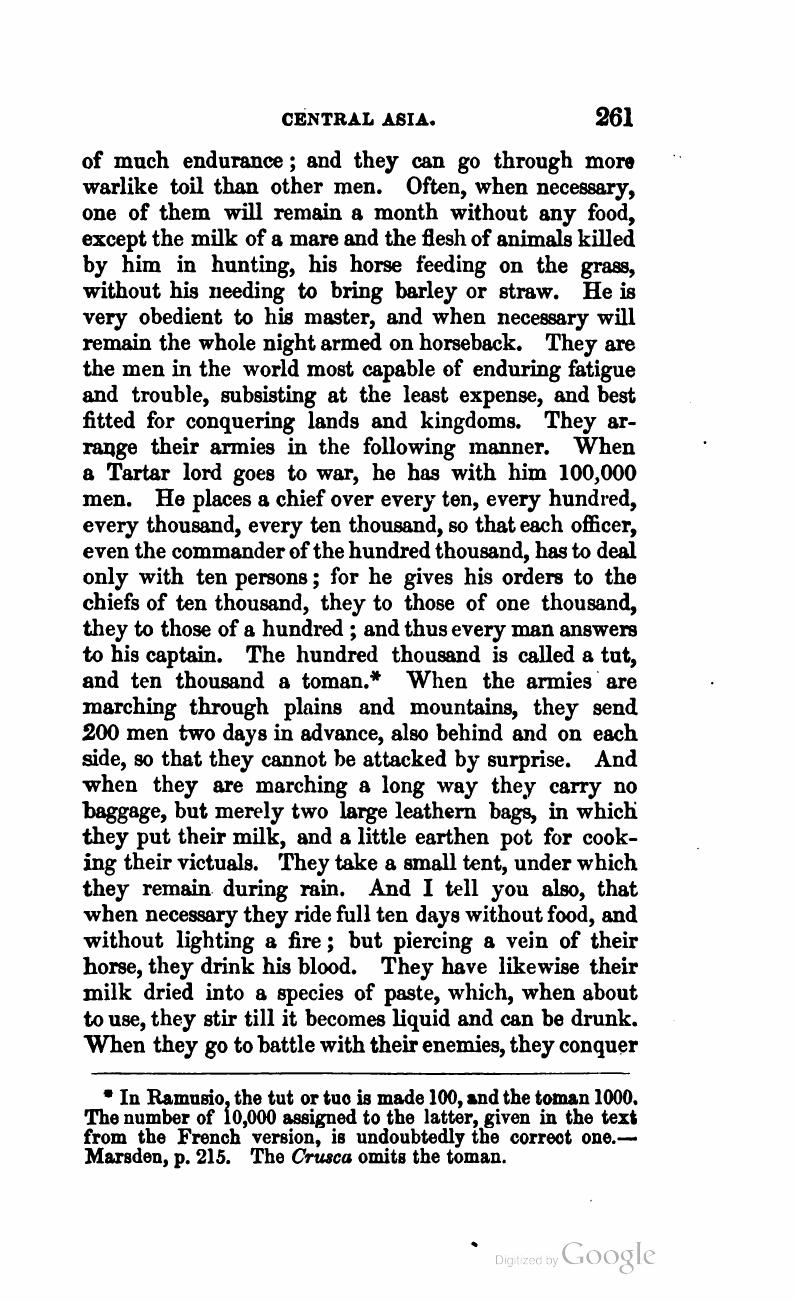 CENTRAL ASIA. 261
of much endurance; and they can go through more
warlike toil than other men. Often, when necessary,
one of them will remain a month without any food,
except the milk of a mare and the flesh of animals killed
by him in hunting, his horse feeding on the grass,
without his needing to bring barley or straw. He is
very obedient to his master, and when necessary will
remain the whole night armed on horseback. They are
the men in the world most capable of enduring fatigue
and trouble, subsisting at the least expense, and best
fitted for conquering lands and kingdoms. They ar-
range their armies in the following manner. When
a Tartar lord goes to war, he has with him 100,000
men. He places a chief over every ten, every hundred,
every thousand, every ten thousand, so that each officer,
even the commander of the hundred thousand, has to deal
only with ten persons; for he gives his orders to the
chiefs of ten thousand, they to those of one thousand,
they to those of a hundred; and thus every man answers
to his captain. The hundred thousand is called a tut,
and ten thousand a toman.* When the armies are
marching through plains and mountains, they send
200 men two days in advance, also behind and on each
side, so that they cannot be attacked by surprise. And
when they are marching a long way they carry no
baggage, but merely two large leathern bags, in which
they put their milk, and a little earthen pot for cook-
ing their victuals. They take a small tent, under which
they remain during rain. And I tell you also, that
when necessary they ride full ten days without food, and
without lighting a fire; but piercing a vein of their
horse, they drink his blood. They have likewise their
milk dried into a species of paste, which, when about
to use, they stir till it becomes liquid and can be drunk.
When they go to battle with their enemies, they conquer
* In Ramusio, the tut or tuo is made 100, and the toman 1000.
The number of 10,000 assigned to the latter, given in the text
from the French version, is undoubtedly the correct one.—
Marsden, p. 215. The Crusca omits the toman.
Digitized by Google